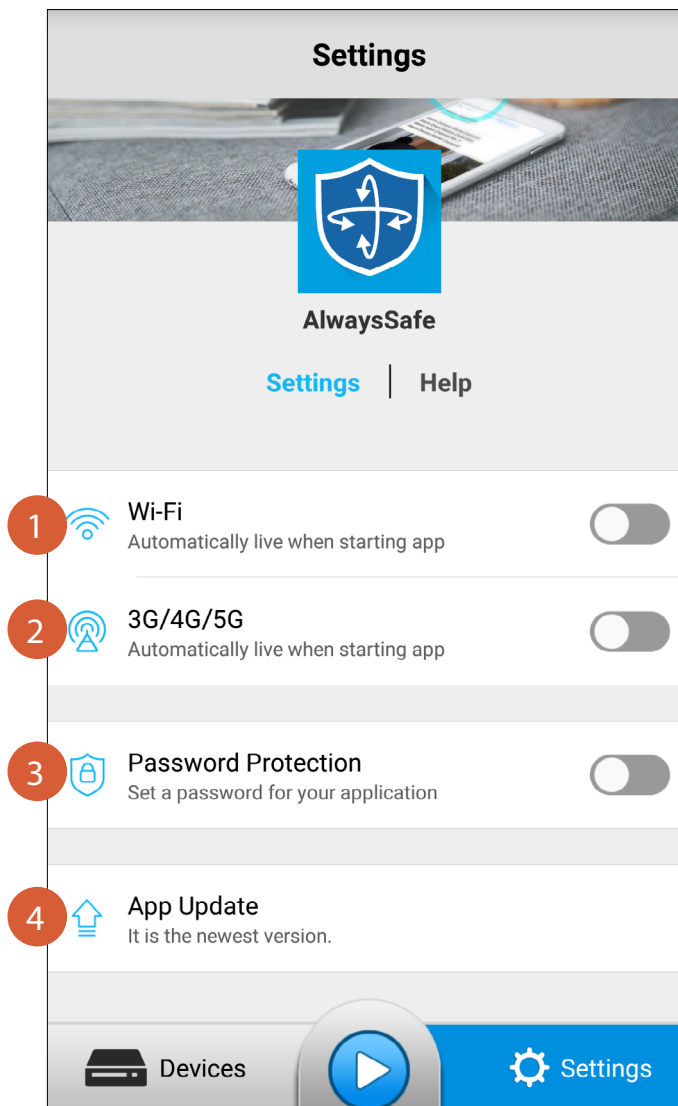 Settings
AlwaysSafe
Settings | Help
1
Wi-Fi
Automatically live when starting app
2
3G/4G/5G
Automatically live when starting app
3
Password Protection
Set a password for your application
4
App Update
It is the newest version.
Devices
Settings